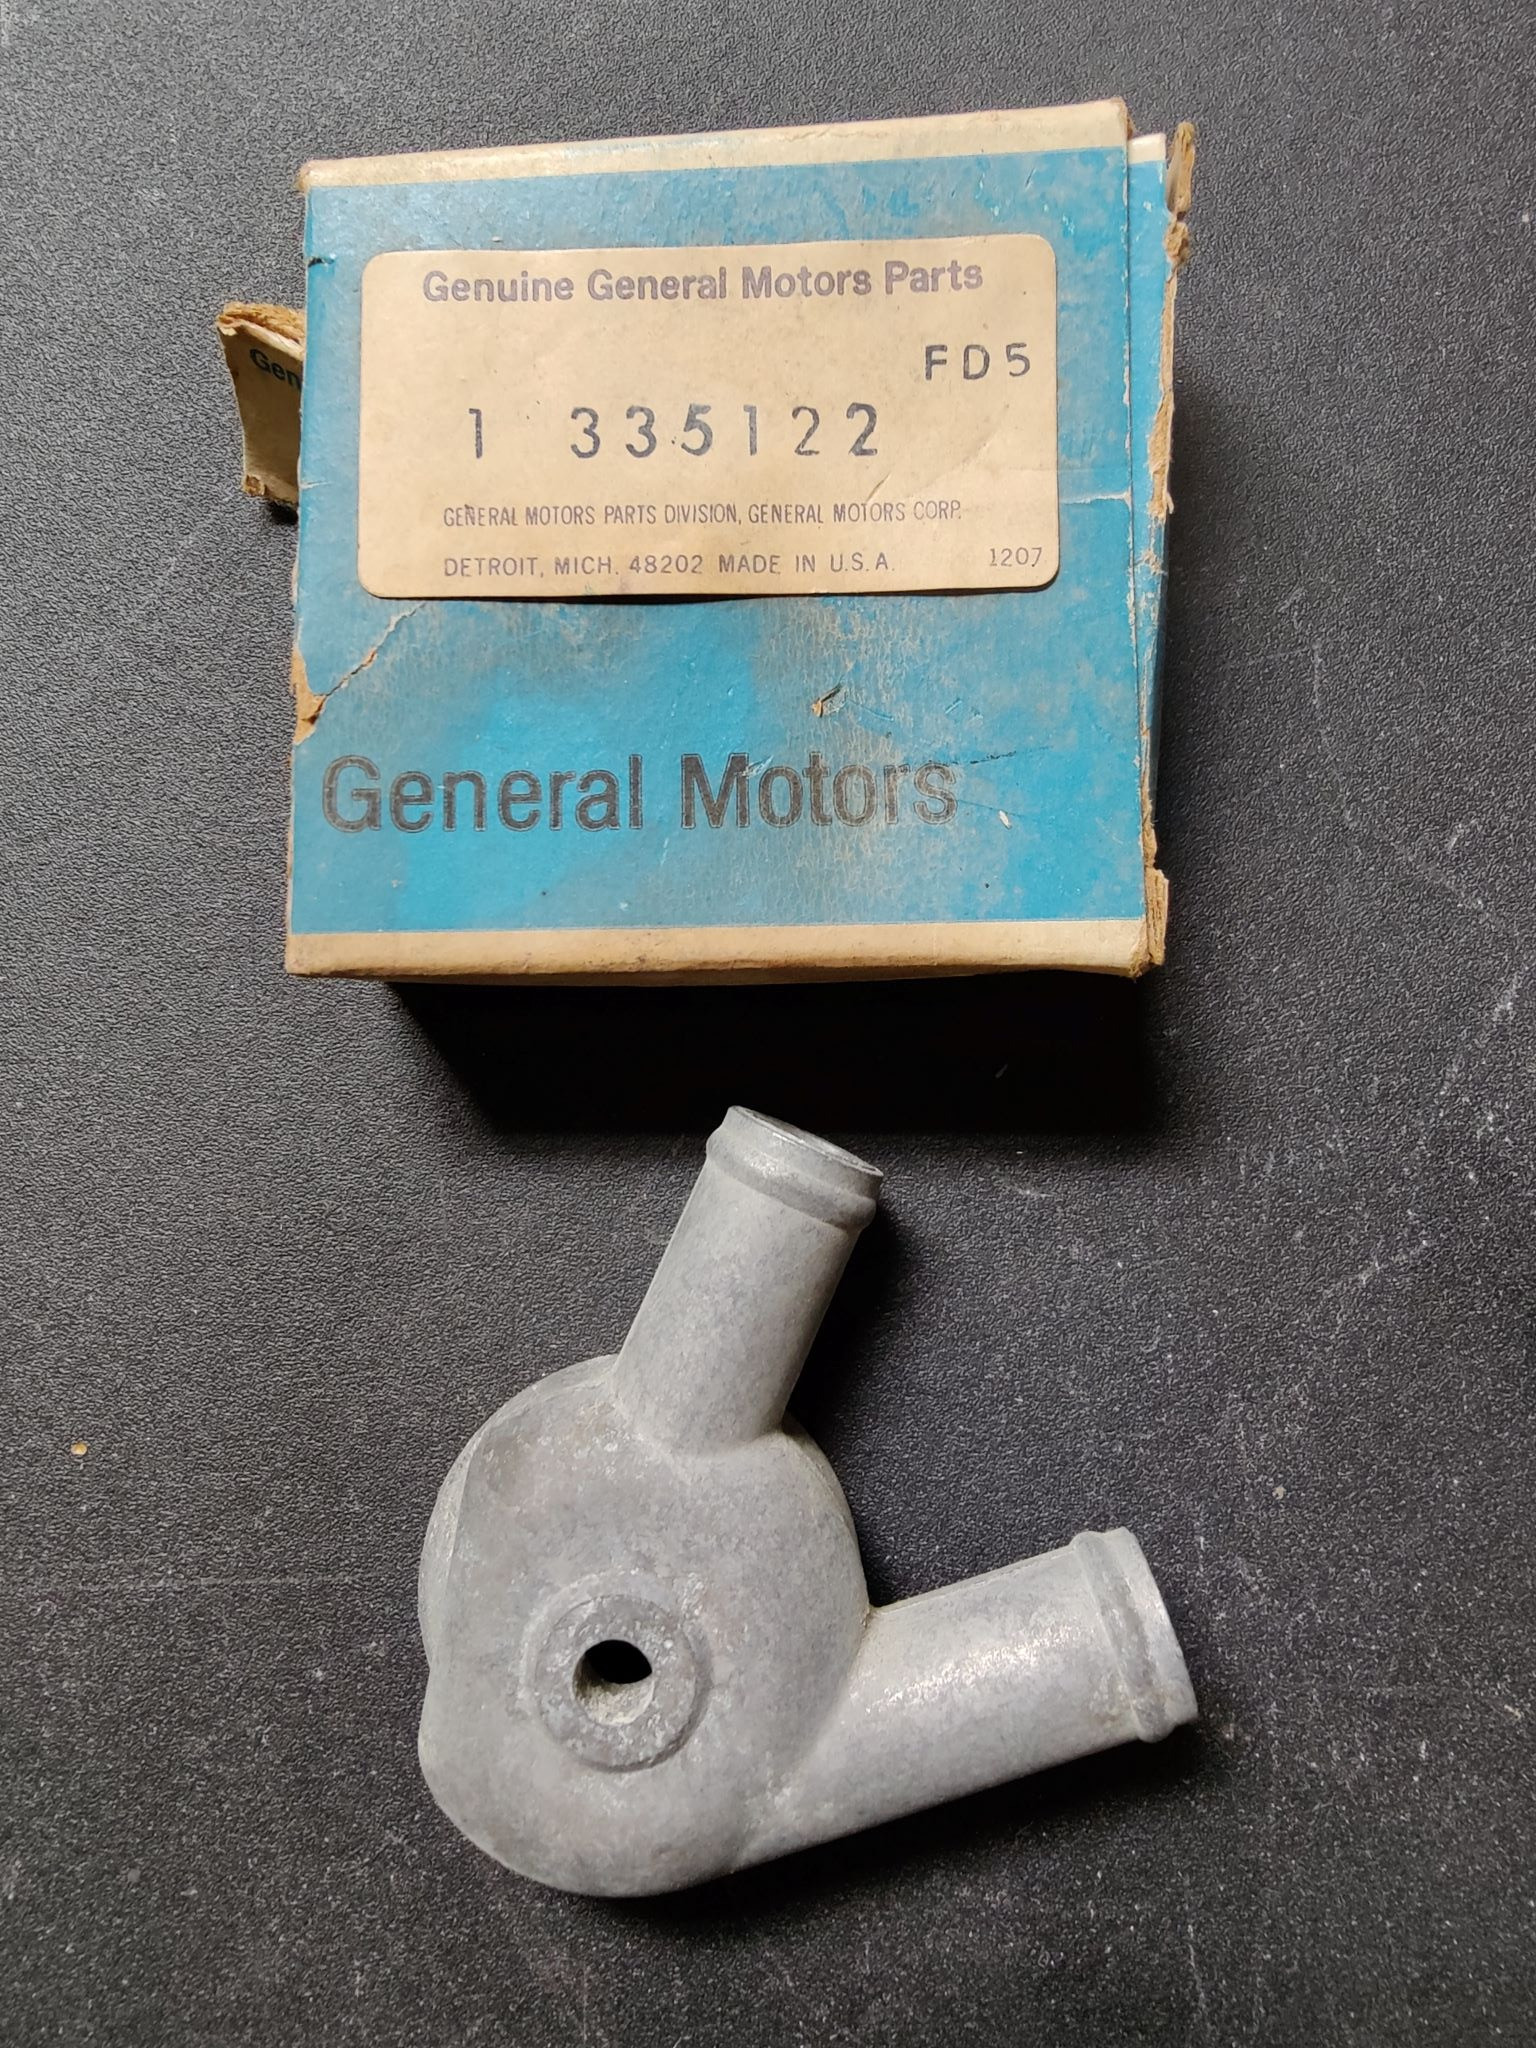 Genuine General Motors Parts
FD5
1 335122
GENERAL MOTORS PARTS DIVISION, GENERAL MOTORS CORP.
DETROIT, MICH. 48202 MADE IN U.S.A. 1207
Gen
General Motors